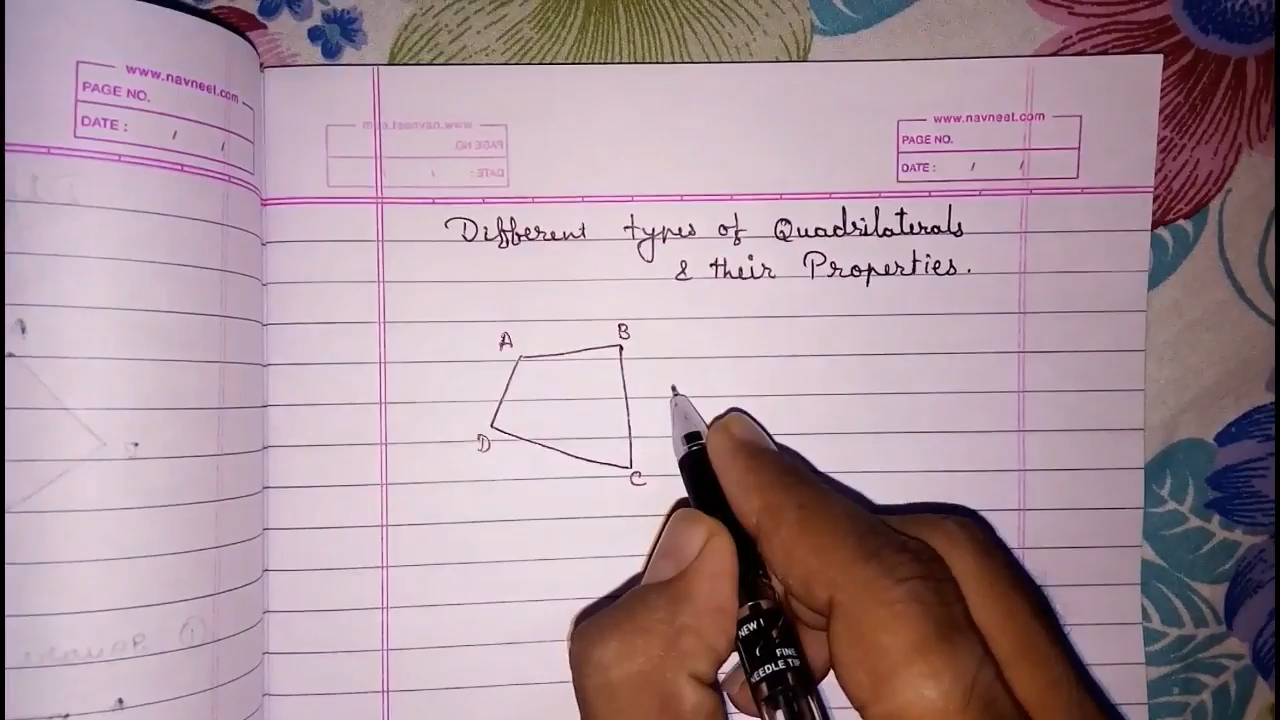 www.navneet.com
PAGE NO.
DATE : / /
www.navneet.com
PAGE NO.
DATE : / /
www.navneet.com
PAGE NO.
DATE : / /
Different types of Quadrilaterals
& their Properties.
A
B
D
C
NEW
FINE
NEEDLE TIP